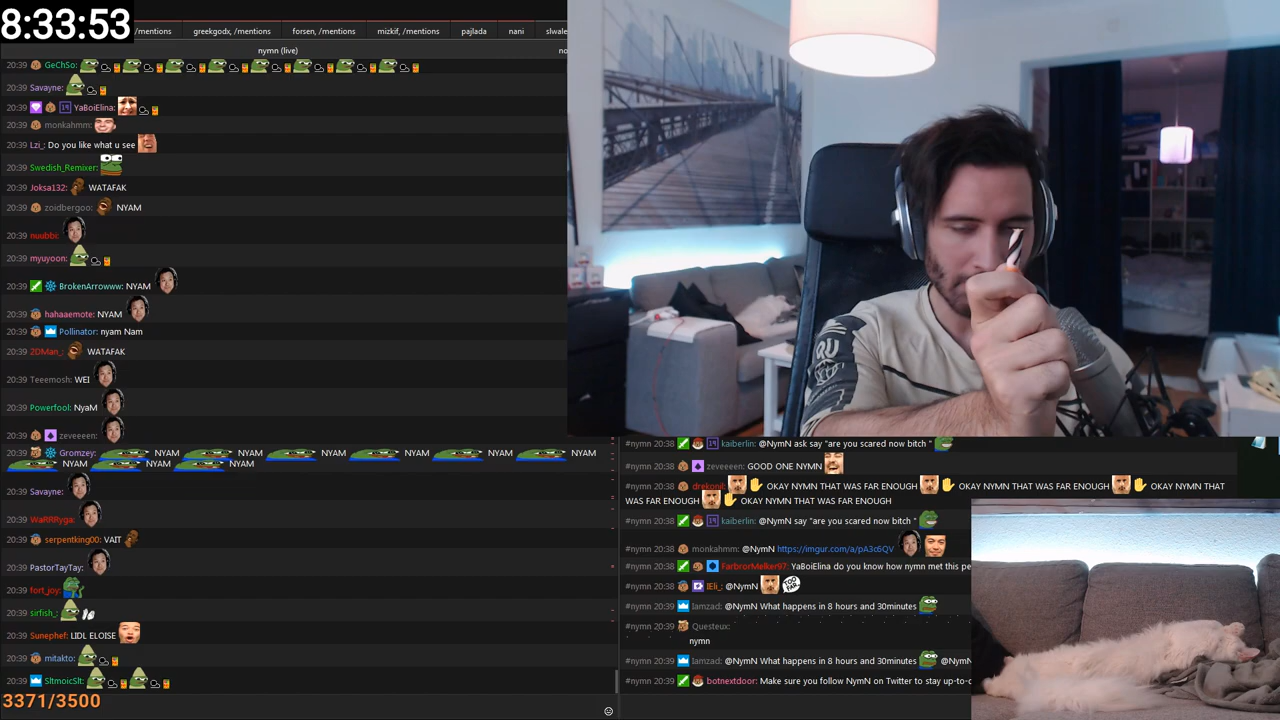 8:33:53
/mentions
greekgodx, /mentions
forsen, /mentions
mizkif, /mentions
pajlada
nani
slwale
nymn (live)
no
20:39 GeChSo:
20:39 Savayne:
20:39 YaBoiElina:
20:39 monkahmm:
20:39 Lzi_: Do you like what u see
20:39 Swedish_Remixer:
20:39 Joksa132: WATAFAK
20:39 zoidbergoo: NYAM
20:39 nuubbi:
20:39 myuyoon:
20:39 BrokenArrowww: NYAM
20:39 hahaaemote: NYAM
20:39 Pollinator: nyam Nam
20:39 2DMan_: WATAFAK
20:39 Teeemosh: WEI
20:39 Powerfool: NyaM
20:39 zeveeeen:
20:39 Gromzey: NYAM NYAM NYAM NYAM NYAM NYAM
NYAM NYAM NYAM
20:39 Savayne:
20:39 WaRRRyga:
20:39 serpentking00: VAIT
20:39 PastorTayTay:
20:39 fort_joy:
20:39 sirfish_:
20:39 Sunephef: LIDL ELOISE
20:39 mitakto:
20:39 SltmoicSlt:
3371/3500
#nymn 20:38 kaiberlin: @NymN ask say "are you scared now bitch "
#nymn 20:38 zeveeeen: GOOD ONE NYMN
#nymn 20:38 drekonil: OKAY NYMN THAT WAS FAR ENOUGH OKAY NYMN THAT WAS FAR ENOUGH OKAY NYMN THAT
WAS FAR ENOUGH OKAY NYMN THAT WAS FAR ENOUGH
#nymn 20:38 kaiberlin: @NymN say "are you scared now bitch "
#nymn 20:38 monkahmm: @NymN https://imgur.com/a/pA3c6QV
#nymn 20:38 FarbrorMelker97: YaBoiElina do you know how nymn met this pe
#nymn 20:38 IEli_: @NymN
#nymn 20:38 Iamzad: @NymN What happens in 8 hours and 30minutes
#nymn 20:39 Questeux:
nymn
#nymn 20:39 Iamzad: @NymN What happens in 8 hours and 30minutes @NymN
#nymn 20:39 botnextdoor: Make sure you follow NymN on Twitter to stay up-to-d